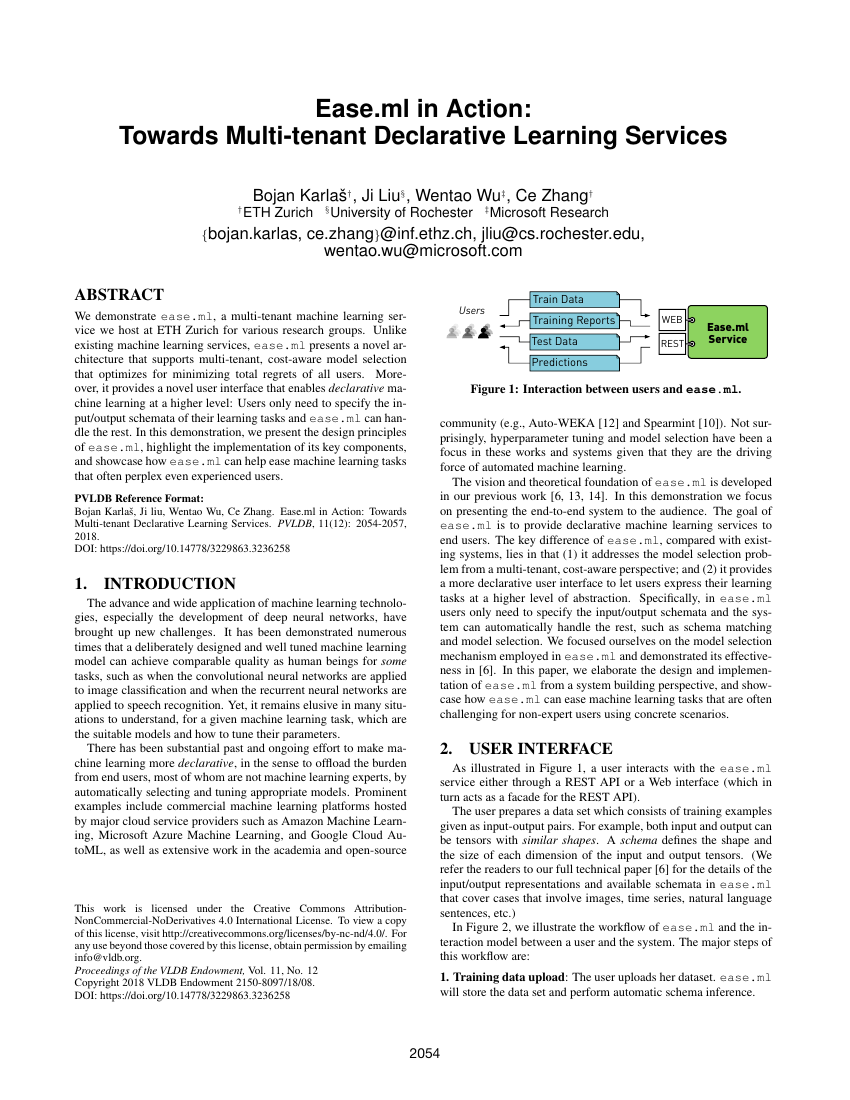 Ease.ml in Action:
Towards Multi-tenant Declarative Learning Services
Bojan Karlaš†, Ji Liu§, Wentao Wu‡, Ce Zhang†
†ETH Zurich §University of Rochester ‡Microsoft Research
{bojan.karlas, ce.zhang}@inf.ethz.ch, jliu@cs.rochester.edu,
wentao.wu@microsoft.com
ABSTRACT
We demonstrate ease.ml, a multi-tenant machine learning ser-
vice we host at ETH Zurich for various research groups. Unlike
existing machine learning services, ease.ml presents a novel ar-
chitecture that supports multi-tenant, cost-aware model selection
that optimizes for minimizing total regrets of all users. More-
over, it provides a novel user interface that enables declarative ma-
chine learning at a higher level: Users only need to specify the in-
put/output schemata of their learning tasks and ease.ml can han-
dle the rest. In this demonstration, we present the design principles
of ease.ml, highlight the implementation of its key components,
and showcase how ease.ml can help ease machine learning tasks
that often perplex even experienced users.
PVLDB Reference Format:
Bojan Karlaš, Ji liu, Wentao Wu, Ce Zhang. Ease.ml in Action: Towards
Multi-tenant Declarative Learning Services. PVLDB, 11(12): 2054-2057,
2018.
DOI: https://doi.org/10.14778/3229863.3236258
1. INTRODUCTION
The advance and wide application of machine learning technolo-
gies, especially the development of deep neural networks, have
brought up new challenges. It has been demonstrated numerous
times that a deliberately designed and well tuned machine learning
model can achieve comparable quality as human beings for some
tasks, such as when the convolutional neural networks are applied
to image classification and when the recurrent neural networks are
applied to speech recognition. Yet, it remains elusive in many situ-
ations to understand, for a given machine learning task, which are
the suitable models and how to tune their parameters.
There has been substantial past and ongoing effort to make ma-
chine learning more declarative, in the sense to offload the burden
from end users, most of whom are not machine learning experts, by
automatically selecting and tuning appropriate models. Prominent
examples include commercial machine learning platforms hosted
by major cloud service providers such as Amazon Machine Learn-
ing, Microsoft Azure Machine Learning, and Google Cloud Au-
toML, as well as extensive work in the academia and open-source
This work is licensed under the Creative Commons Attribution-
NonCommercial-NoDerivatives 4.0 International License. To view a copy
of this license, visit http://creativecommons.org/licenses/by-nc-nd/4.0/. For
any use beyond those covered by this license, obtain permission by emailing
info@vldb.org.
Proceedings of the VLDB Endowment, Vol. 11, No. 12
Copyright 2018 VLDB Endowment 2150-8097/18/08.
DOI: https://doi.org/10.14778/3229863.3236258
Users
Train Data
Training Reports
Test Data
Predictions
WEB
REST
Ease.ml
Service
Figure 1: Interaction between users and ease.ml.
community (e.g., Auto-WEKA [12] and Spearmint [10]). Not sur-
prisingly, hyperparameter tuning and model selection have been a
focus in these works and systems given that they are the driving
force of automated machine learning.
The vision and theoretical foundation of ease.ml is developed
in our previous work [6, 13, 14]. In this demonstration we focus
on presenting the end-to-end system to the audience. The goal of
ease.ml is to provide declarative machine learning services to
end users. The key difference of ease.ml, compared with exist-
ing systems, lies in that (1) it addresses the model selection prob-
lem from a multi-tenant, cost-aware perspective; and (2) it provides
a more declarative user interface to let users express their learning
tasks at a higher level of abstraction. Specifically, in ease.ml
users only need to specify the input/output schemata and the sys-
tem can automatically handle the rest, such as schema matching
and model selection. We focused ourselves on the model selection
mechanism employed in ease.ml and demonstrated its effective-
ness in [6]. In this paper, we elaborate the design and implemen-
tation of ease.ml from a system building perspective, and show-
case how ease.ml can ease machine learning tasks that are often
challenging for non-expert users using concrete scenarios.
2. USER INTERFACE
As illustrated in Figure 1, a user interacts with the ease.ml
service either through a REST API or a Web interface (which in
turn acts as a facade for the REST API).
The user prepares a data set which consists of training examples
given as input-output pairs. For example, both input and output can
be tensors with similar shapes. A schema defines the shape and
the size of each dimension of the input and output tensors. (We
refer the readers to our full technical paper [6] for the details of the
input/output representations and available schemata in ease.ml
that cover cases that involve images, time series, natural language
sentences, etc.)
In Figure 2, we illustrate the workflow of ease.ml and the in-
teraction model between a user and the system. The major steps of
this workflow are:
1. Training data upload: The user uploads her dataset. ease.ml
will store the data set and perform automatic schema inference.
2054